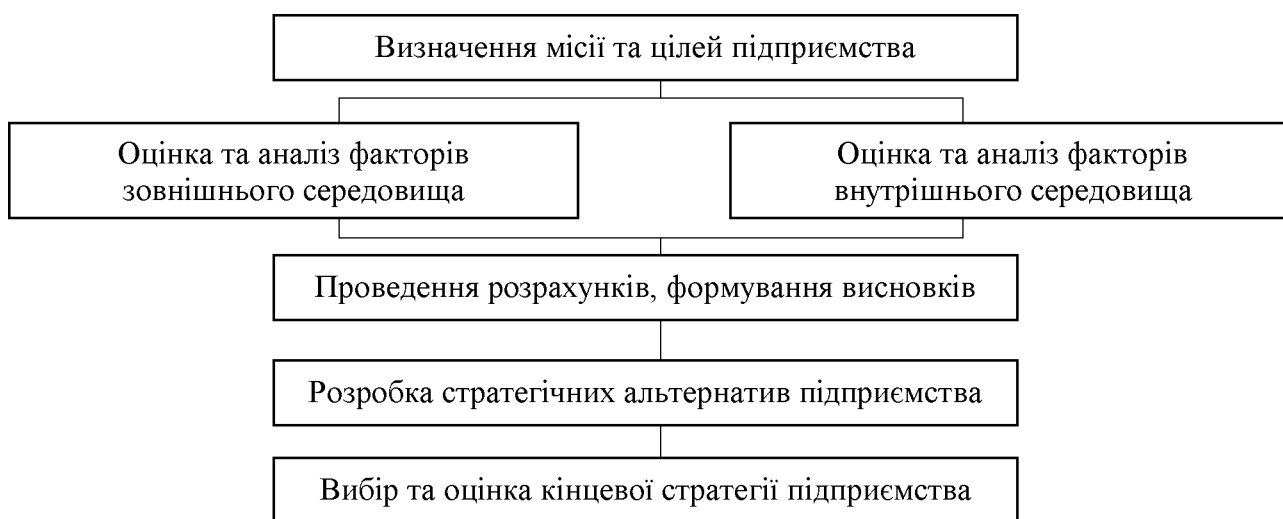 Визначення місії та цілей підприємства
Оцінка та аналіз факторів
зовнішнього середовища
Оцінка та аналіз факторів
внутрішнього середовища
Проведення розрахунків, формування висновків
Розробка стратегічних альтернатив підприємства
Вибір та оцінка кінцевої стратегії підприємства